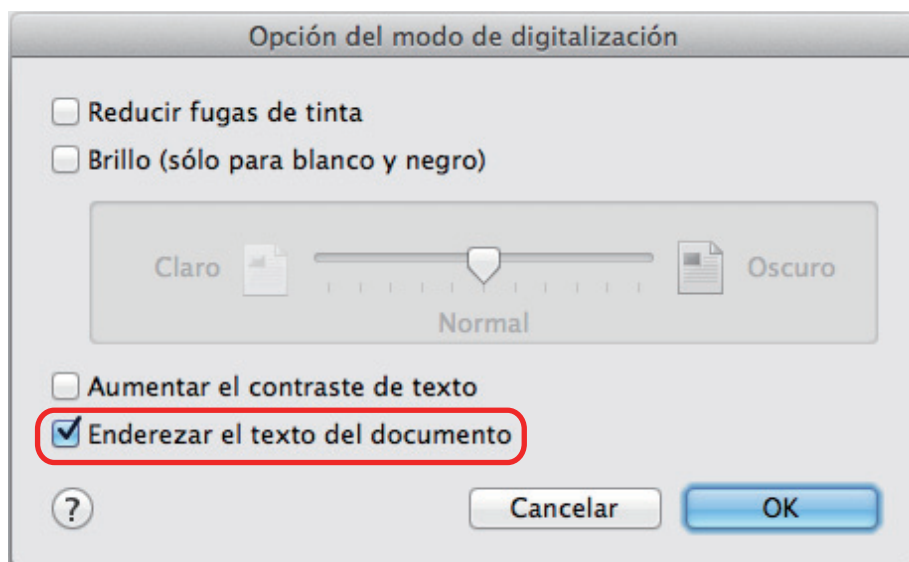 Opción del modo de digitalización
Reducir fugas de tinta
Brillo (sólo para blanco y negro)
Claro
Oscuro
Normal
Aumentar el contraste de texto
Enderezar el texto del documento
?
Cancelar
OK